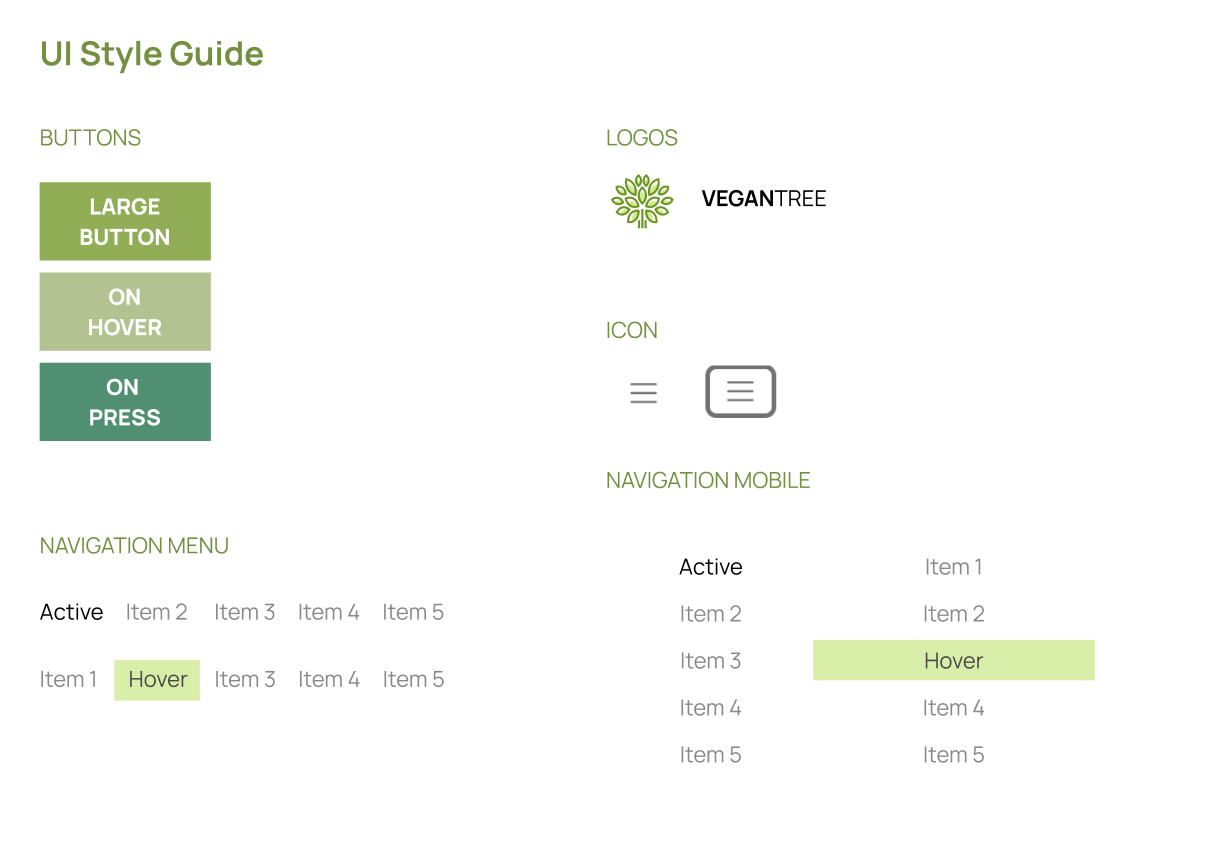 UI Style Guide
BUTTONS
LARGE
BUTTON
ON
HOVER
ON
PRESS
NAVIGATION MENU
Active Item 2 Item 3 Item 4 Item 5
Item 1 Hover Item 3 Item 4 Item 5
LOGOS
VEGANTREE
ICON
NAVIGATION MOBILE
Active Item 1
Item 2 Item 2
Item 3 Hover
Item 4 Item 4
Item 5 Item 5